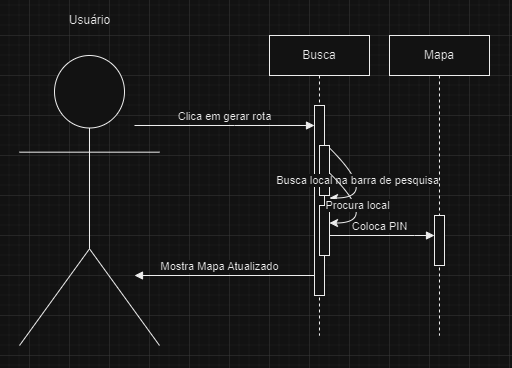 Usuário
Busca
Mapa
Clica em gerar rota
Busca local na barra de pesquisa
Procura local
Coloca PIN
Mostra Mapa Atualizado